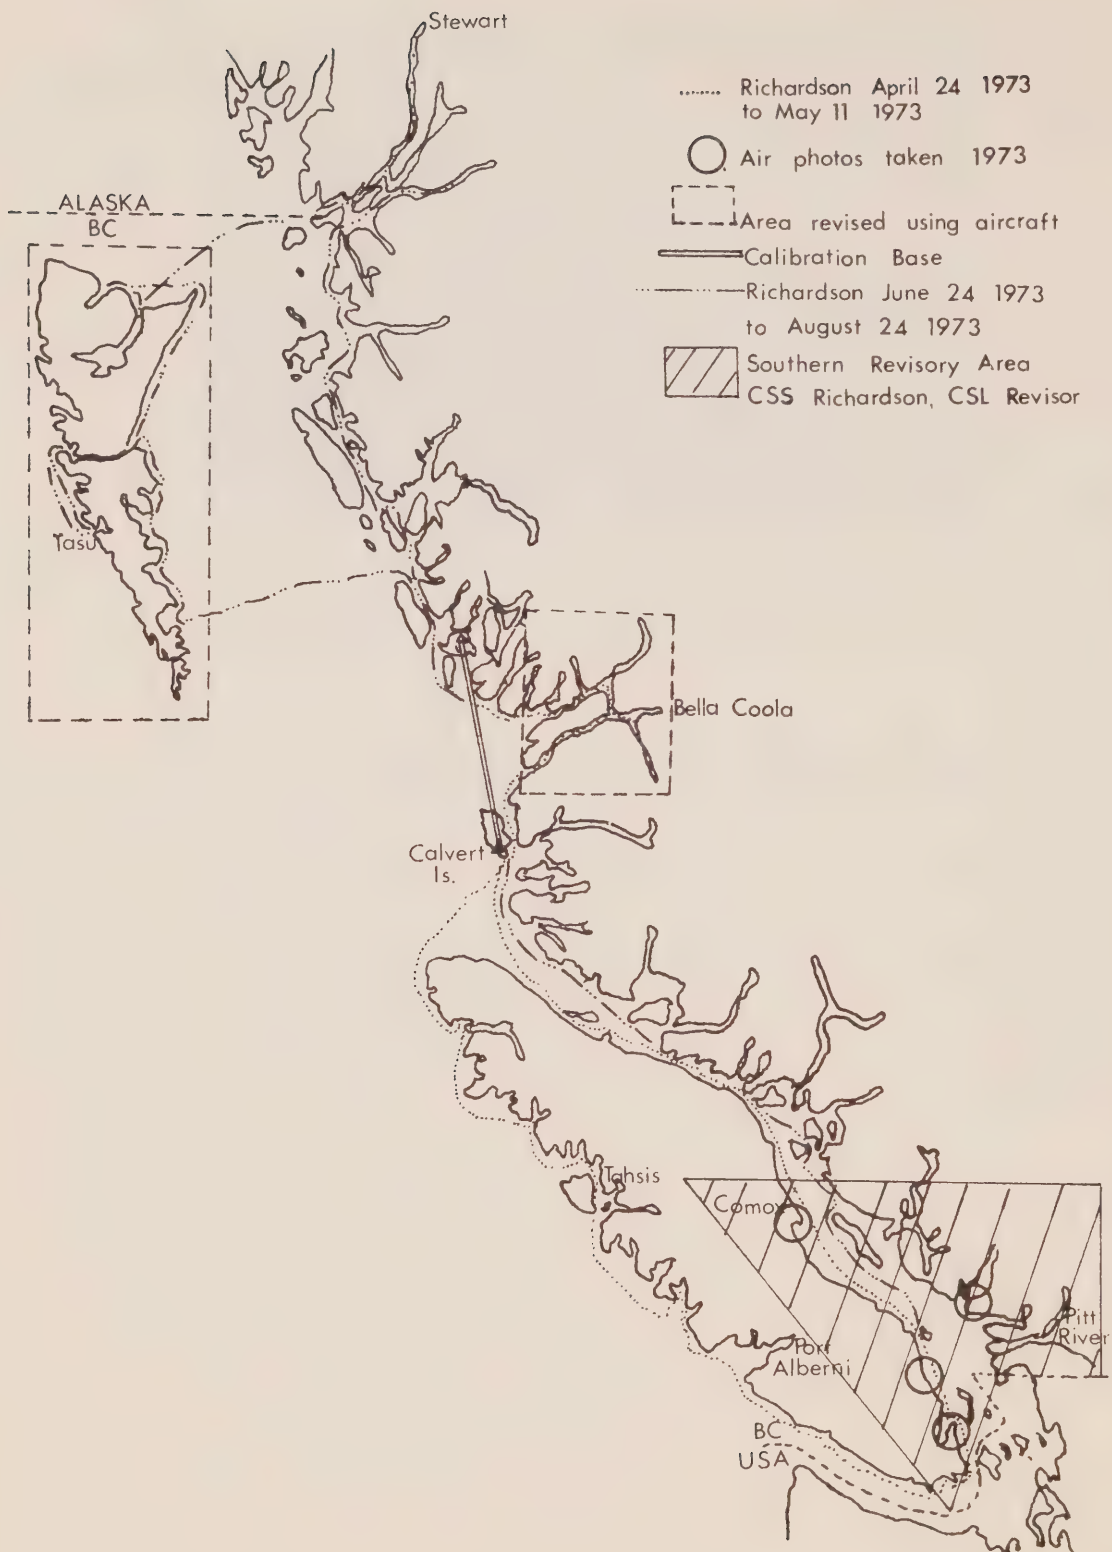 Stewart
Richardson April 24 1973
to May 11 1973
Air photos taken 1973
ALASKA
BC
Area revised using aircraft
Calibration Base
Richardson June 24 1973
to August 24 1973
Southern Revisory Area
CSS Richardson, CSL Revisor
Tasu
Bella Coola
Calvert
Is.
Tahsis
Comox
Pitt
River
Port
Alberni
BC
USA